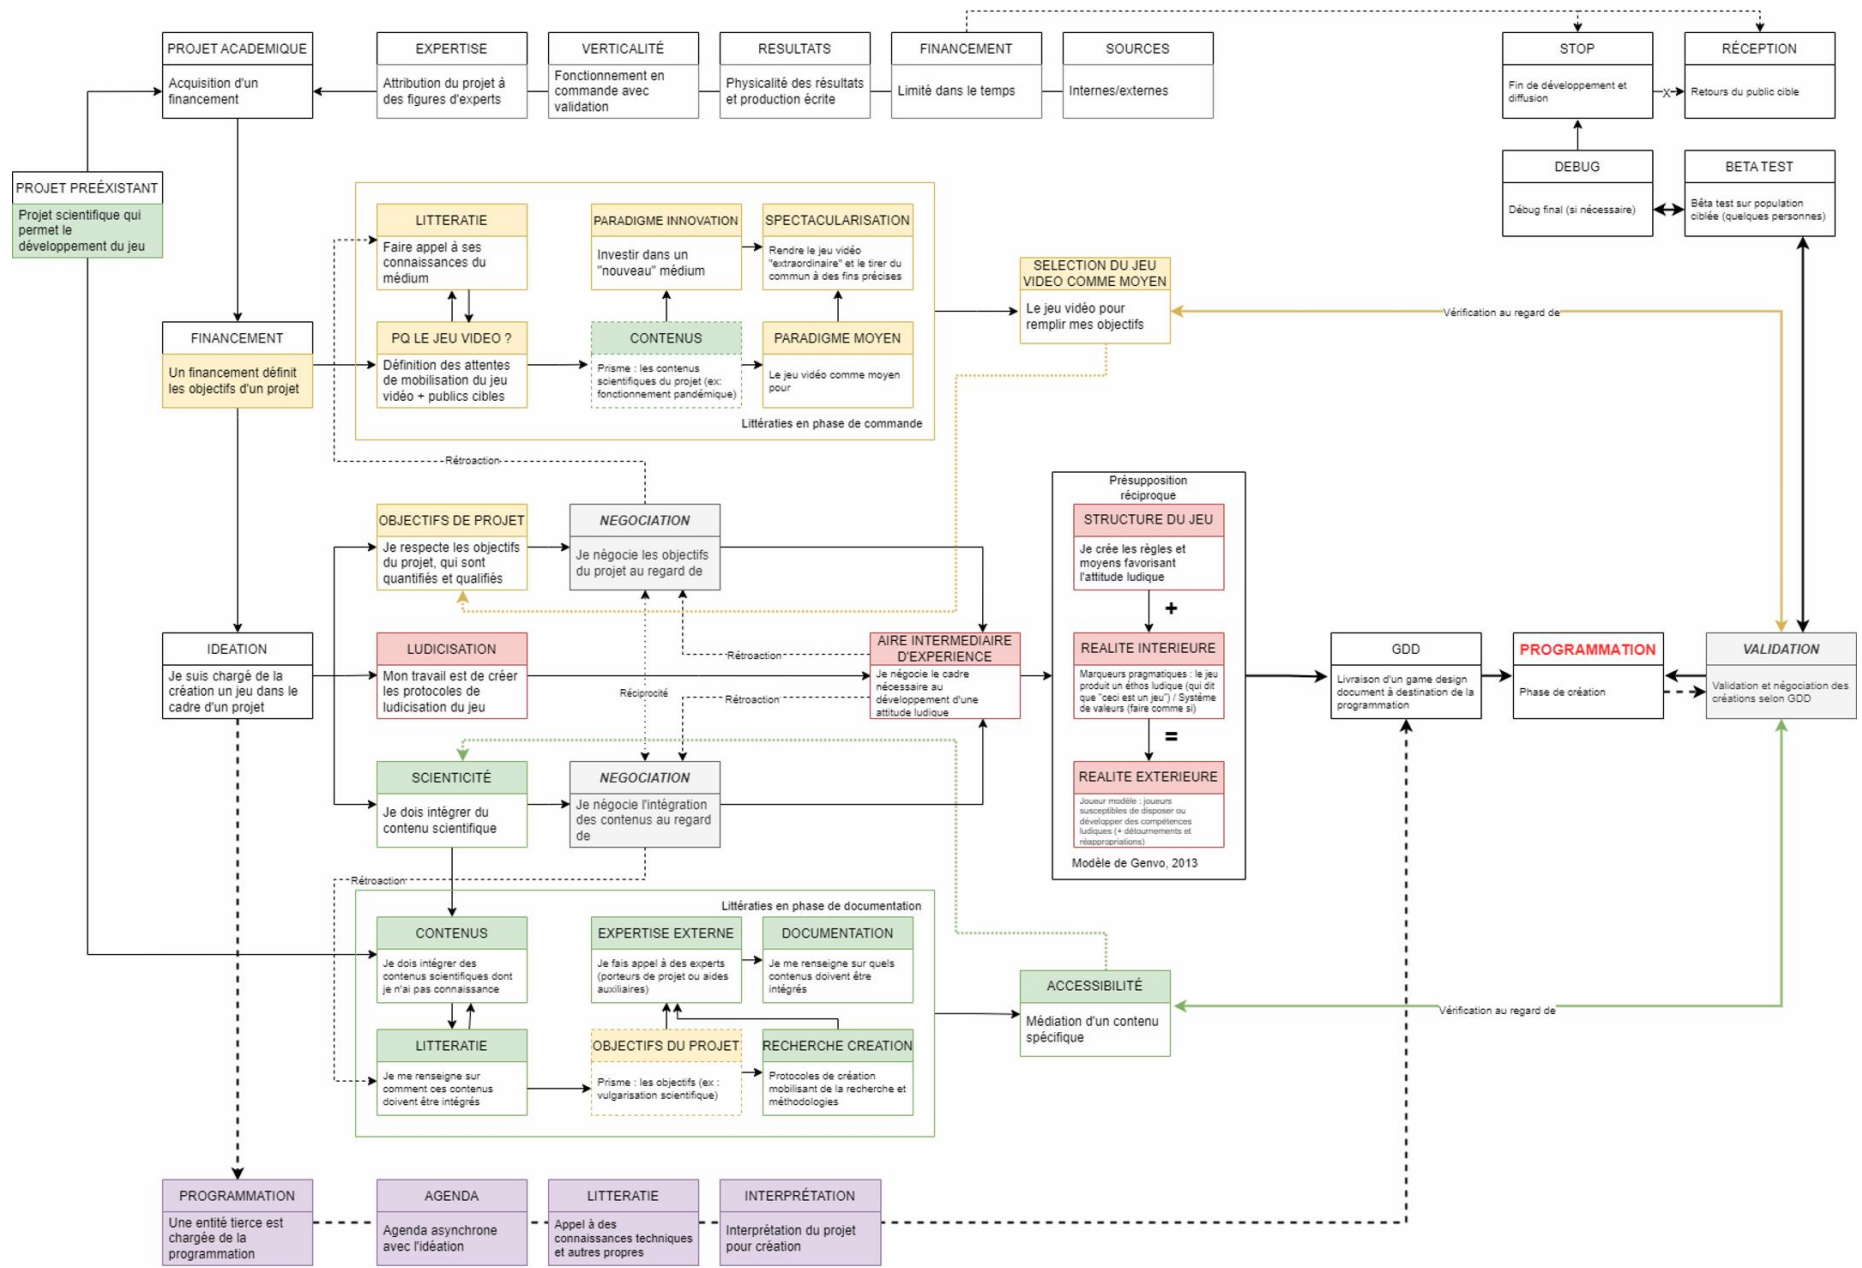 PROJET ACADEMIQUE
Acquisition d'un
financement
EXPERTISE
Attribution du projet à
des figures d'experts
VERTICALITÉ
Fonctionnement en
commande avec
validation
RESULTATS
Physicalité des résultats
et production écrite
FINANCEMENT
Limité dans le temps
SOURCES
Internes/externes
STOP
Fin de développement et
diffusion
X
RÉCEPTION
Retours du public cible
PROJET PREÉXISTANT
Projet scientifique qui
permet le
développement du jeu
DEBUG
Débug final (si nécessaire)
BETA TEST
Bêta test sur population
ciblée (quelques personnes)
LITTERATIE
Faire appel à ses
connaissances du
médium
PARADIGME INNOVATION
Investir dans un
"nouveau" médium
SPECTACULARISATION
Rendre le jeu vidéo
"extraordinaire" et le tirer du
commun à des fins précises
SELECTION DU JEU
VIDEO COMME MOYEN
Le jeu vidéo pour
remplir mes objectifs
Vérification au regard de
FINANCEMENT
Un financement définit
les objectifs d'un projet
PQ LE JEU VIDEO ?
Définition des attentes
de mobilisation du jeu
vidéo + publics cibles
CONTENUS
Prisme : les contenus
scientifiques du projet (ex:
fonctionnement pandémique)
PARADIGME MOYEN
Le jeu vidéo comme moyen
pour
Littératies en phase de commande
Rétroaction
OBJECTIFS DE PROJET
Je respecte les objectifs
du projet, qui sont
quantifiés et qualifiés
NEGOCIATION
Je négocie les objectifs
du projet au regard de
Présupposition
réciproque
STRUCTURE DU JEU
Je crée les règles et
moyens favorisant
l'attitude ludique
+
IDEATION
Je suis chargé de la
création un jeu dans le
cadre d'un projet
LUDICISATION
Mon travail est de créer
les protocoles de
ludicisation du jeu
Rétroaction
Réciprocité
Rétroaction
AIRE INTERMEDIAIRE
D'EXPERIENCE
Je négocie le cadre
nécessaire au
développement d'une
attitude ludique
REALITE INTERIEURE
Marqueurs pragmatiques : le jeu
produit un éthos ludique (qui dit
que "ceci est un jeu") / Système
de valeurs (faire comme si)
=
GDD
Livraison d'un game design
document à destination de la
programmation
PROGRAMMATION
Phase de création
VALIDATION
Validation et négociation des
créations selon GDD
SCIENTICITÉ
Je dois intégrer du
contenu scientifique
NEGOCIATION
Je négocie l'intégration
des contenus au regard
de
REALITE EXTERIEURE
Joueur modèle : joueurs
susceptibles de disposer ou
développer des compétences
ludiques (+ détournements et
réappropriations)
Modèle de Genvo, 2013
Rétroaction
Littératies en phase de documentation
CONTENUS
Je dois intégrer des
contenus scientifiques dont
je n'ai pas connaissance
EXPERTISE EXTERNE
Je fais appel à des experts
(porteurs de projet ou aides
auxiliaires)
DOCUMENTATION
Je me renseigne sur quels
contenus doivent être
intégrés
ACCESSIBILITÉ
Médiation d'un contenu
spécifique
Vérification au regard de
LITTERATIE
Je me renseigne sur
comment ces contenus
doivent être intégrés
OBJECTIFS DU PROJET
Prisme : les objectifs (ex :
vulgarisation scientifique)
RECHERCHE CREATION
Protocoles de création
mobilisant de la recherche et
méthodologies
PROGRAMMATION
Une entité tierce est
chargée de la
programmation
AGENDA
Agenda asynchrone
avec l'idéation
LITTERATIE
Appel à des
connaissances techniques
et autres propres
INTERPRÉTATION
Interprétation du projet
pour création